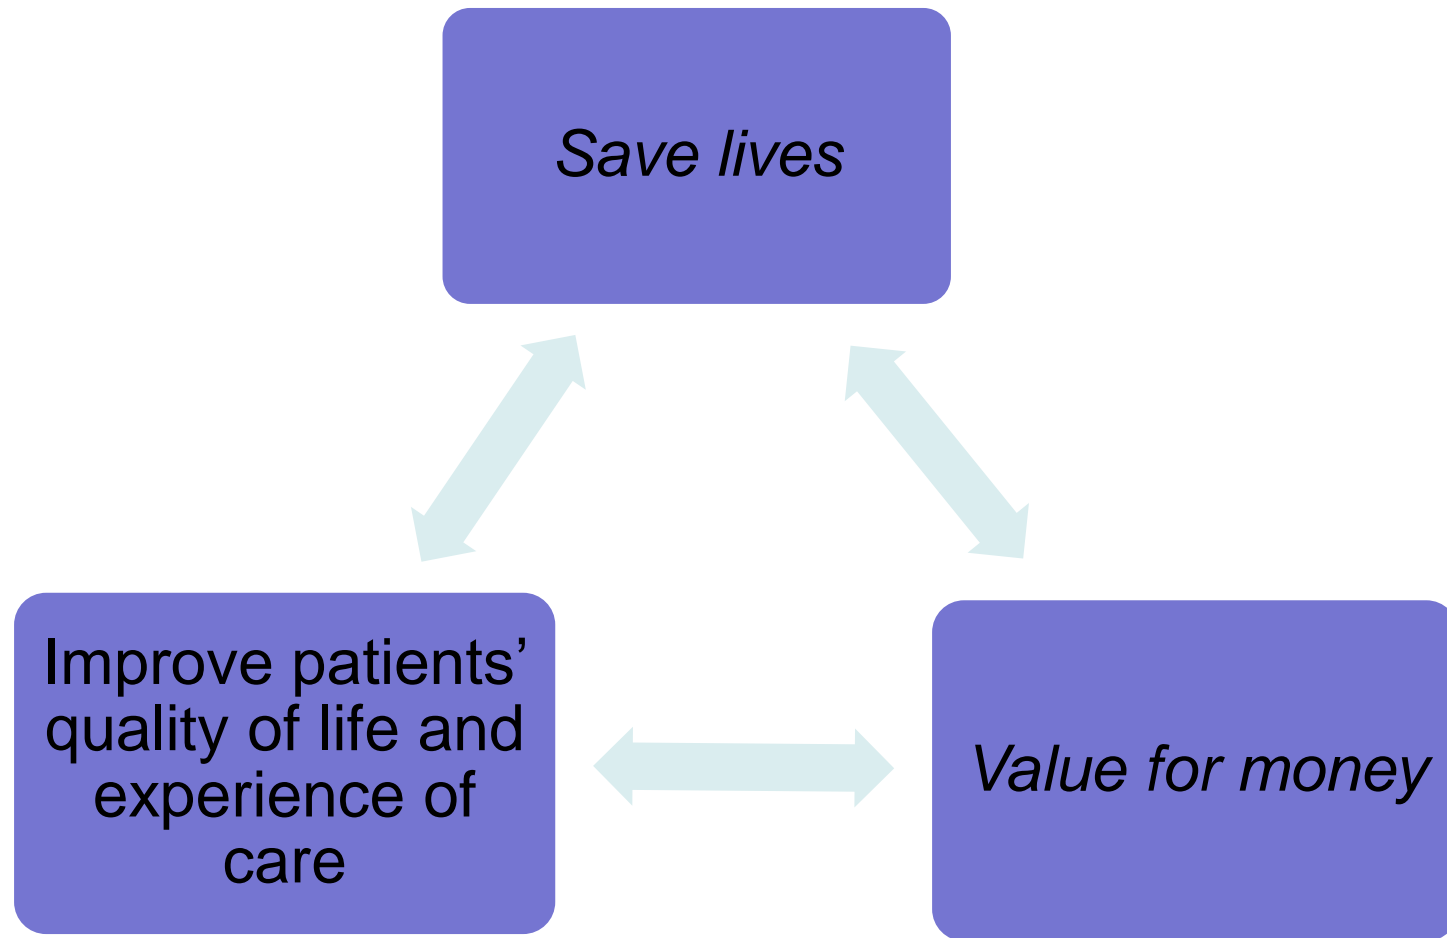 Save lives
Improve patients’
quality of life and
experience of
care
Value for money